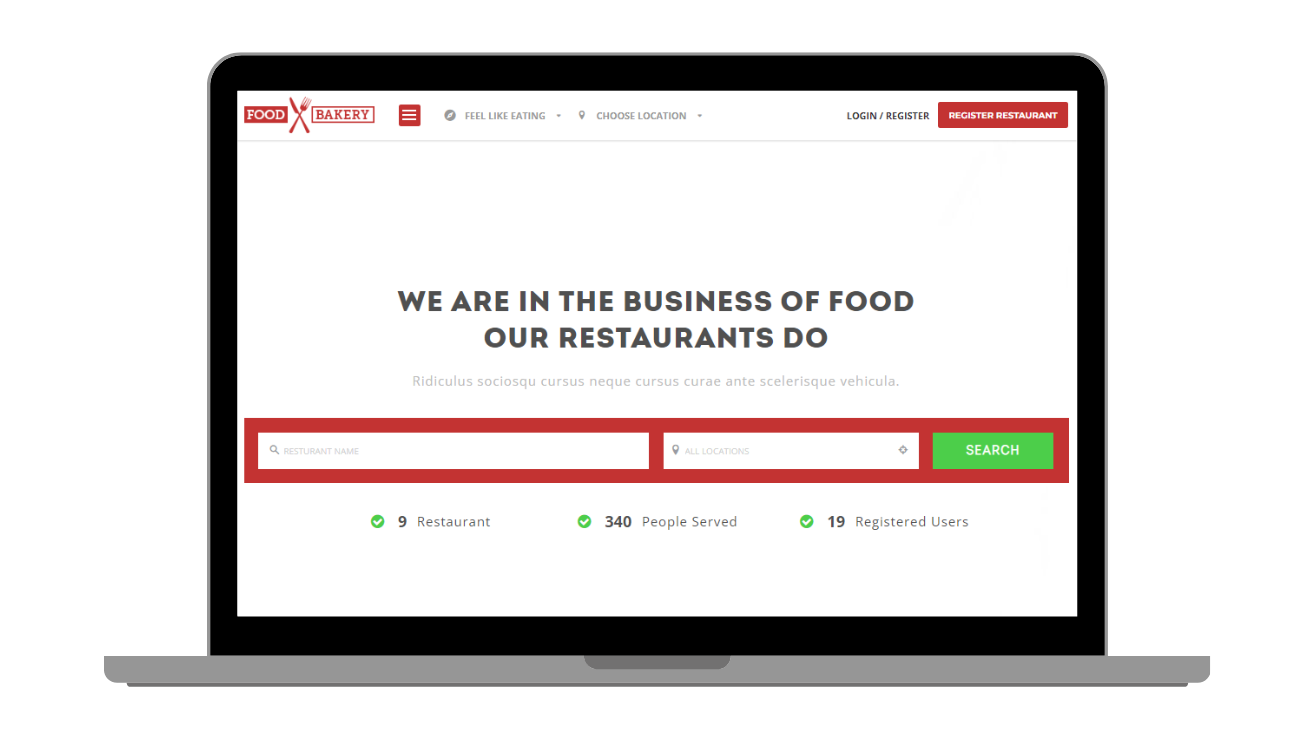 FOOD BAKERY FEEL LIKE EATING CHOOSE LOCATION LOGIN / REGISTER REGISTER RESTAURANT
WE ARE IN THE BUSINESS OF FOOD
OUR RESTAURANTS DO
Ridiculus sociosqu cursus neque cursus curae ante scelerisque vehicula.
RESTURANT NAME ALL LOCATIONS SEARCH
9 Restaurant 340 People Served 19 Registered Users